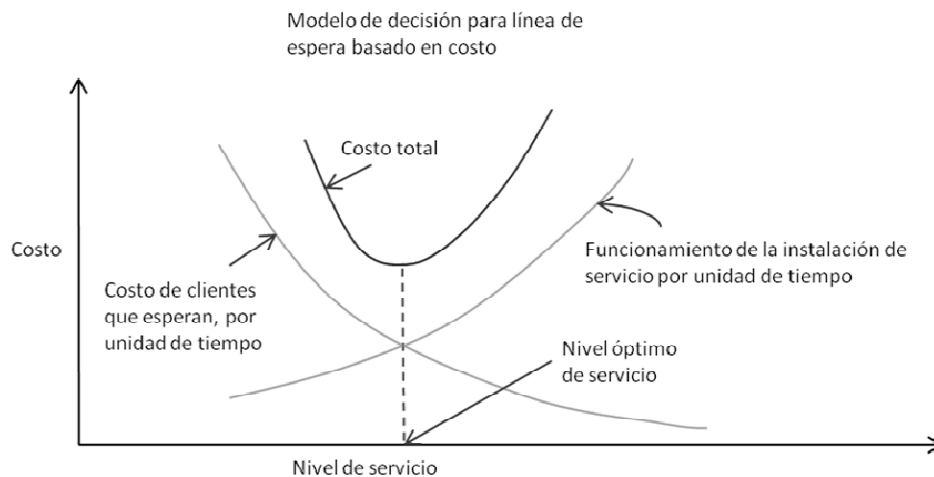 Modelo de decisión para línea de
espera basado en costo
Costo total
Costo
Funcionamiento de la instalación de
servicio por unidad de tiempo
Costo de clientes
que esperan, por
unidad de tiempo
Nivel óptimo
de servicio
Nivel de servicio